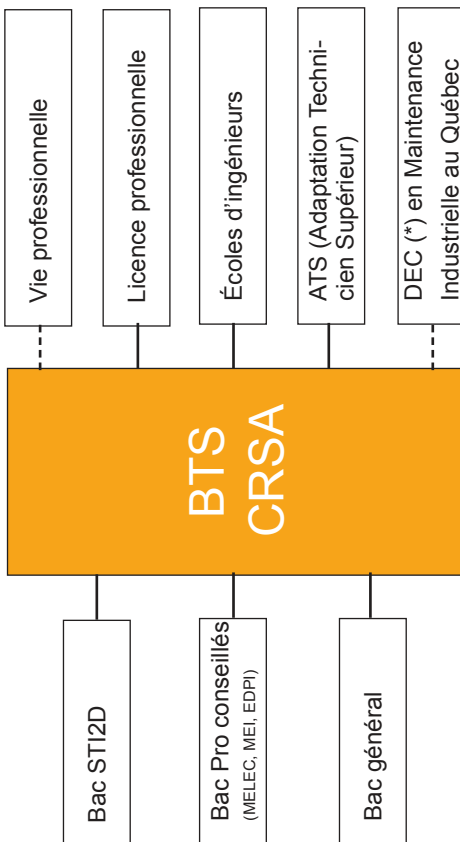 Bac STI2D
Bac Pro conseillés
(MELEC, MEI, EDPI)
Bac général
BTS
CRSA
Vie professionnelle
Licence professionnelle
Écoles d'ingénieurs
ATS (Adaptation Techni-
cien Supérieur)
DEC (*) en Maintenance
Industrielle au Québec